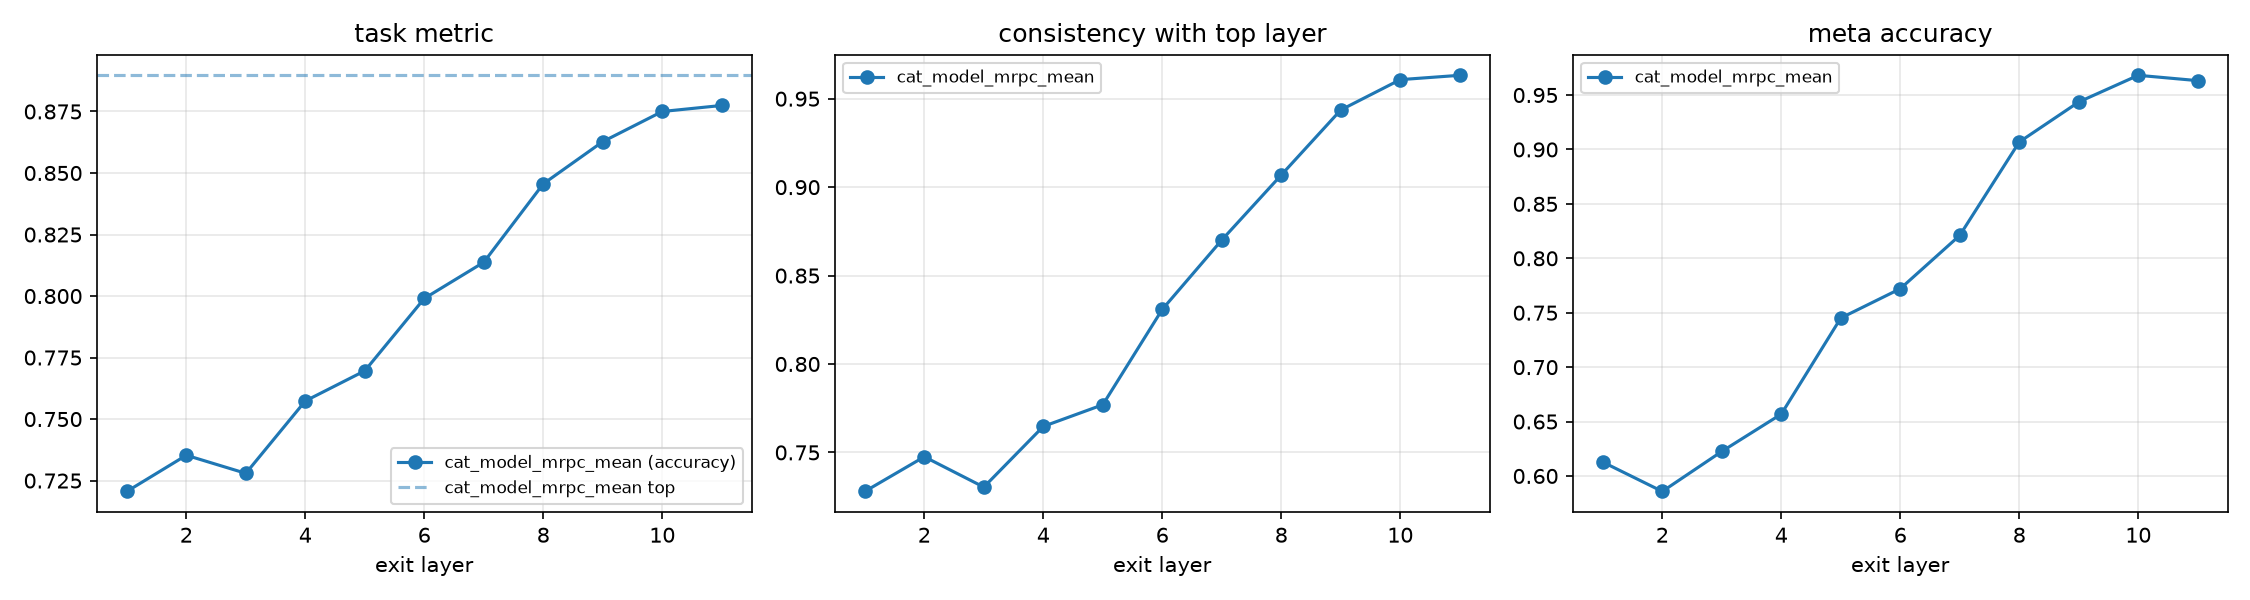 task metric
0.875
0.850
0.825
0.800
0.775
0.750
0.725
cat_model_mrpc_mean (accuracy)
cat_model_mrpc_mean top
2 4 6 8 10
exit layer
consistency with top layer
cat_model_mrpc_mean
0.95
0.90
0.85
0.80
0.75
2 4 6 8 10
exit layer
meta accuracy
cat_model_mrpc_mean
0.95
0.90
0.85
0.80
0.75
0.70
0.65
0.60
2 4 6 8 10
exit layer